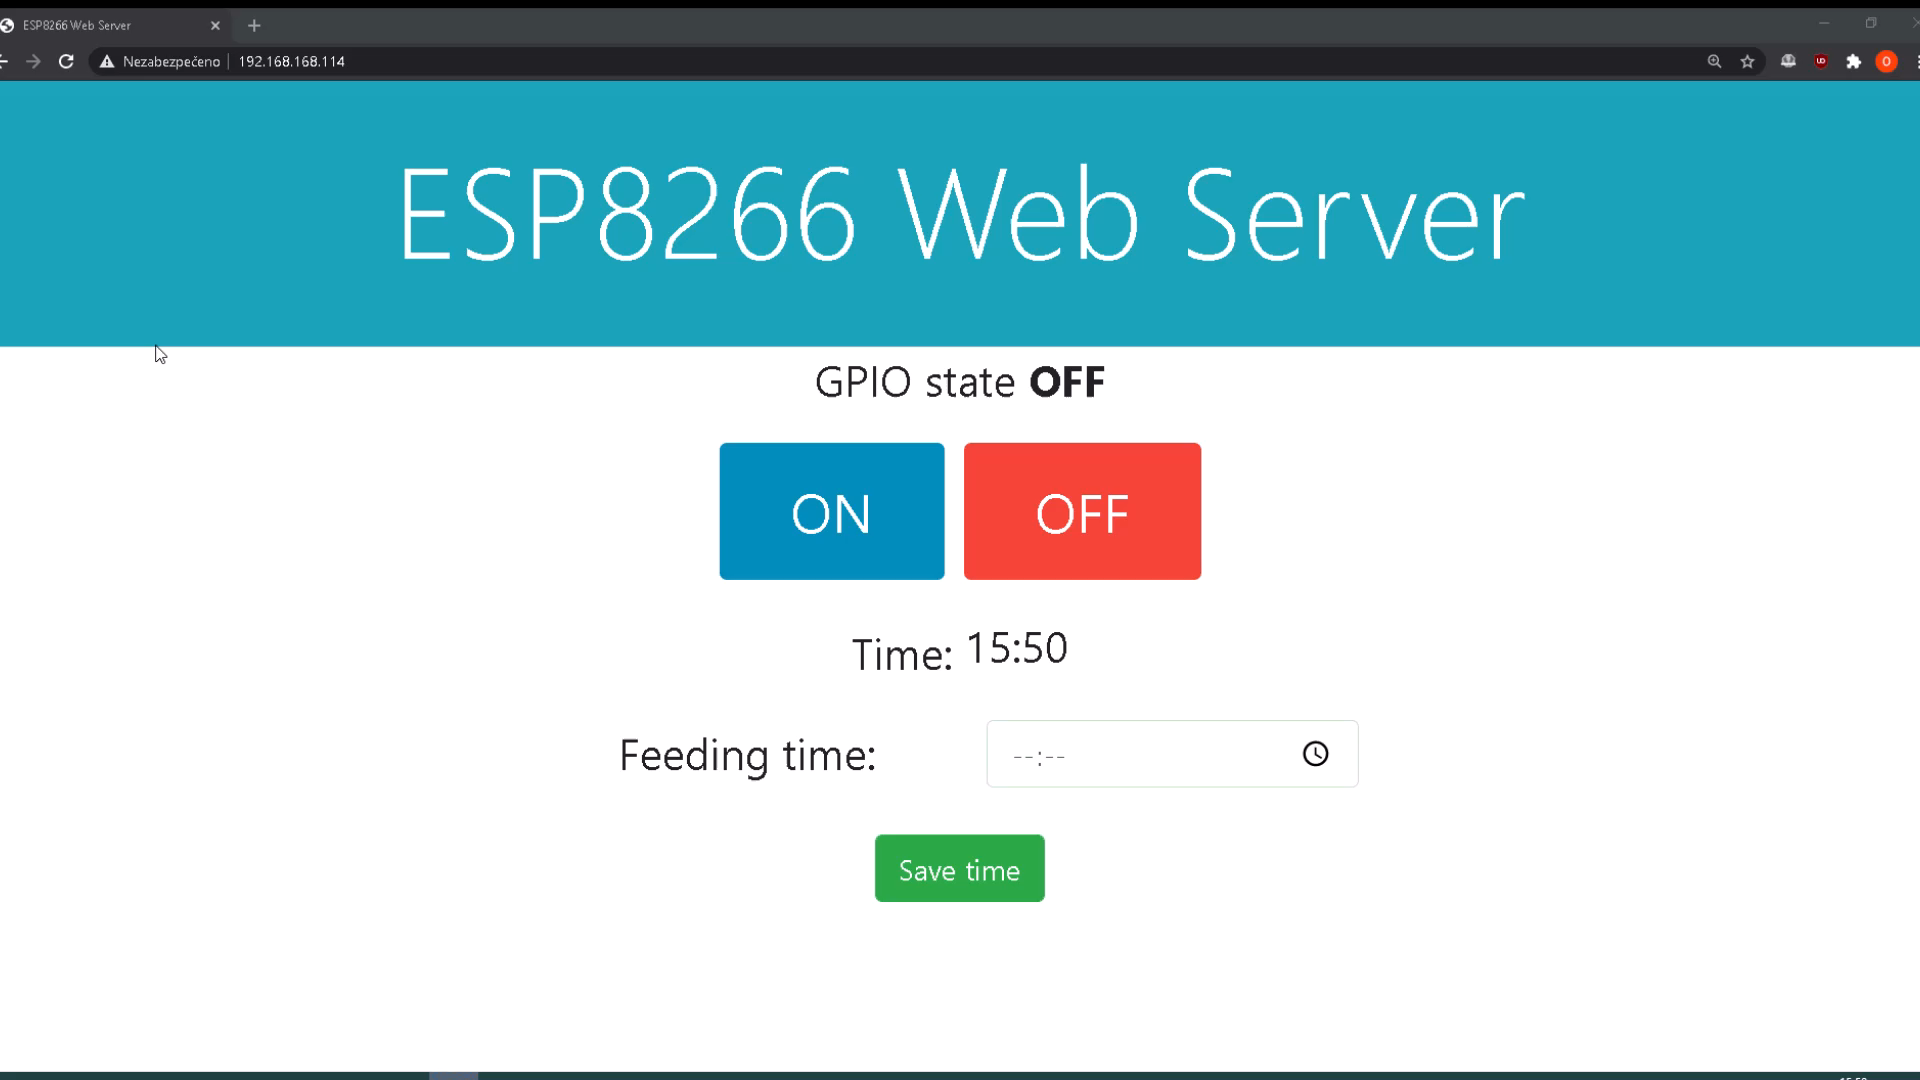 ESP8266 Web Server
Nezabezpečeno 192.168.168.114
ESP8266 Web Server
GPIO state OFF
ON OFF
Time: 15:50
Feeding time: --:--
Save time